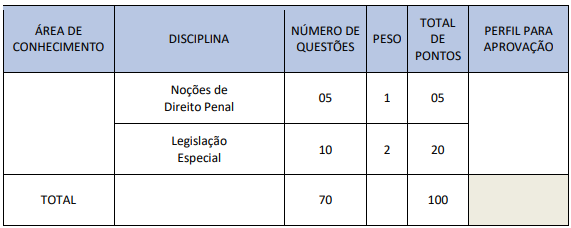 ÁREA DE CONHECIMENTO DISCIPLINA NÚMERO DE QUESTÕES PESO TOTAL DE PONTOS PERFIL PARA APROVAÇÃO
Noções de Direito Penal 05 1 05
Legislação Especial 10 2 20
TOTAL 70 100